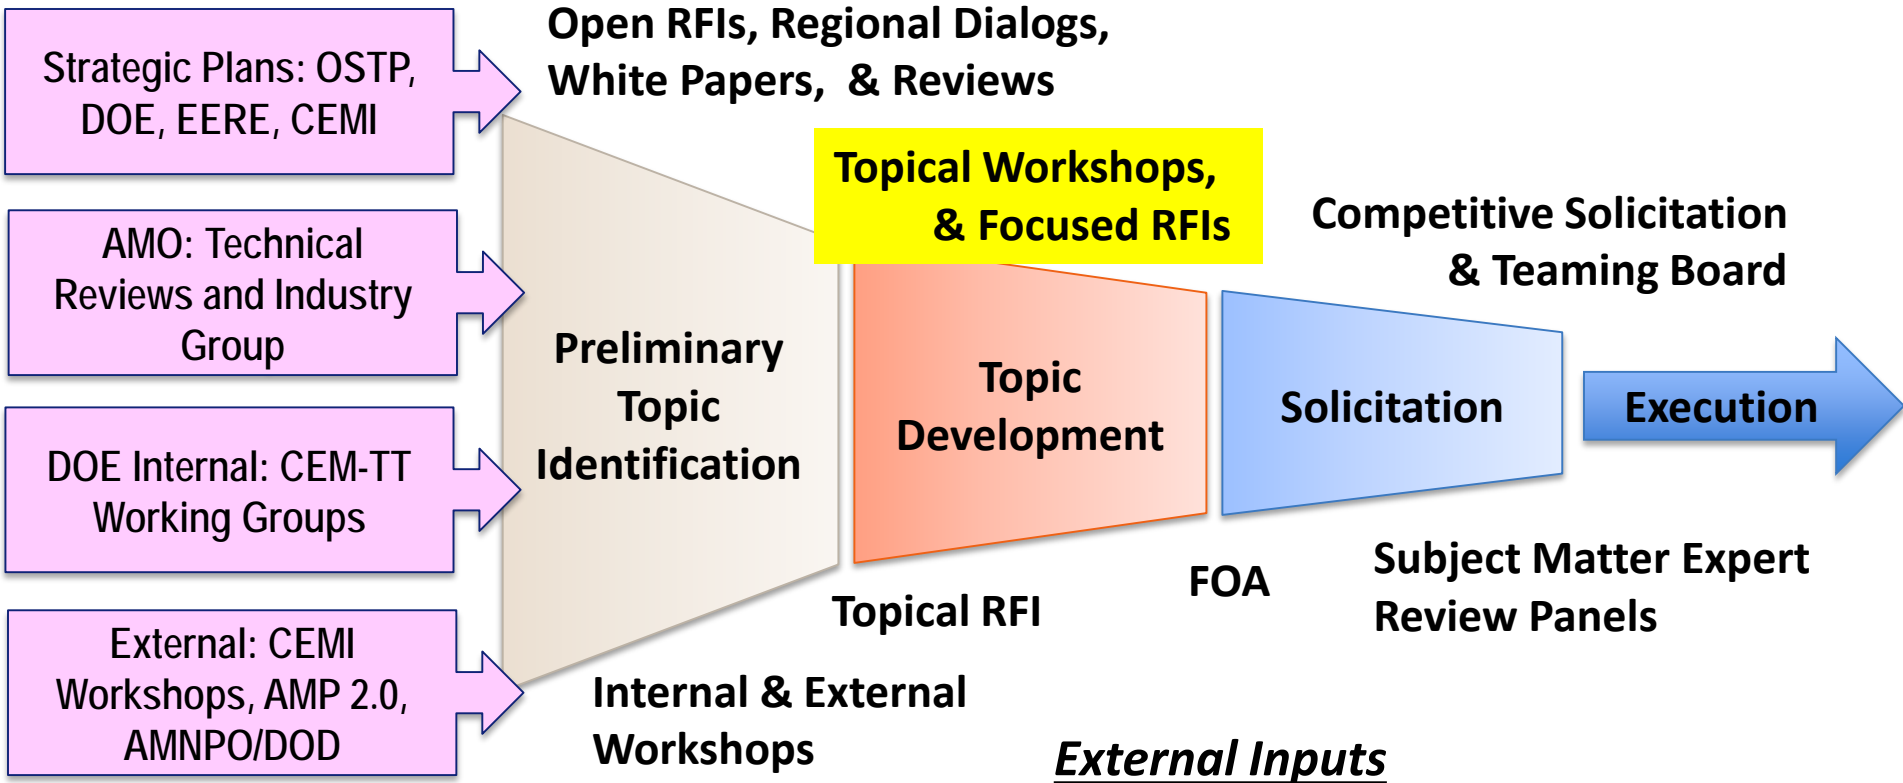 Strategic Plans: OSTP,
DOE, EERE, CEMI
AMO: Technical
Reviews and Industry
Group
DOE Internal: CEM-TT
Working Groups
External: CEMI
Workshops, AMP 2.0,
AMNPO/DOD
Open RFIs, Regional Dialogs,
White Papers, & Reviews
Preliminary
Topic
Identification
Internal & External
Workshops
Topical Workshops,
& Focused RFIs
Topic
Development
Topical RFI
Competitive Solicitation
& Teaming Board
Solicitation
FOA
Subject Matter Expert
Review Panels
Execution
External Inputs